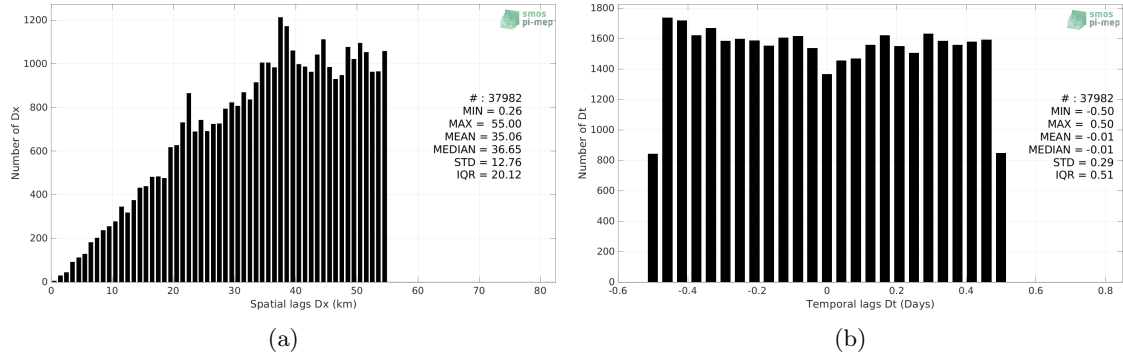 1200
1000
800
600
400
200
0
Number of Dx
0 10 20 30 40 50 60 70 80
Spatial lags Dx (km)
smos
pi-mep
# : 37982
MIN = 0.26
MAX = 55.00
MEAN = 35.06
MEDIAN = 36.65
STD = 12.76
IQR = 20.12
(a)
1800
1600
1400
1200
1000
800
600
400
200
0
Number of Dt
-0.6 -0.4 -0.2 0 0.2 0.4 0.6 0.8
Temporal lags Dt (Days)
smos
pi-mep
# : 37982
MIN = -0.50
MAX = 0.50
MEAN = -0.01
MEDIAN = -0.01
STD = 0.29
IQR = 0.51
(b)